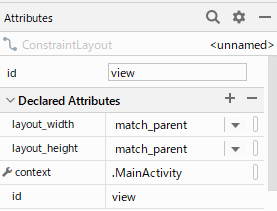 Attributes
ConstraintLayout <unnamed>
id view
Declared Attributes
layout_width match_parent
layout_height match_parent
context .MainActivity
id view